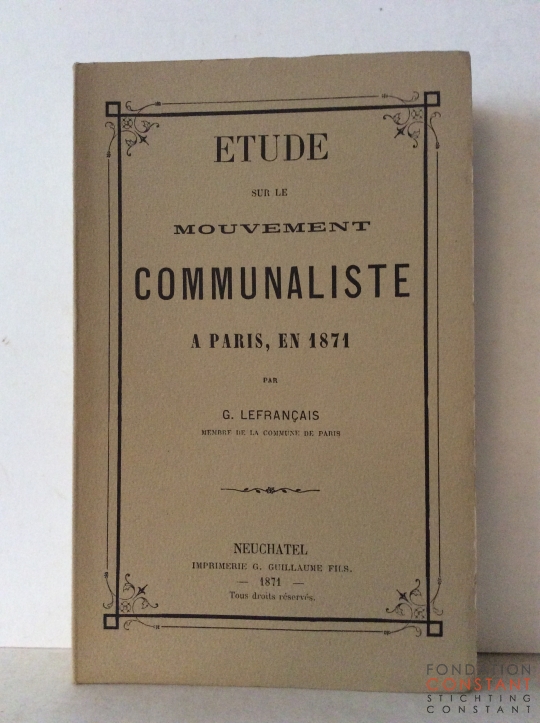 ETUDE
SUR LE
MOUVEMENT
COMMUNALISTE
A PARIS, EN 1871
PAR
G. LEFRANÇAIS
MEMBRE DE LA COMMUNE DE PARIS
NEUCHATEL
IMPRIMERIE G. GUILLAUME FILS.
— 1871 —
Tous droits réservés.
FONDATION
CONSTANT
STICHTING
CONSTANT